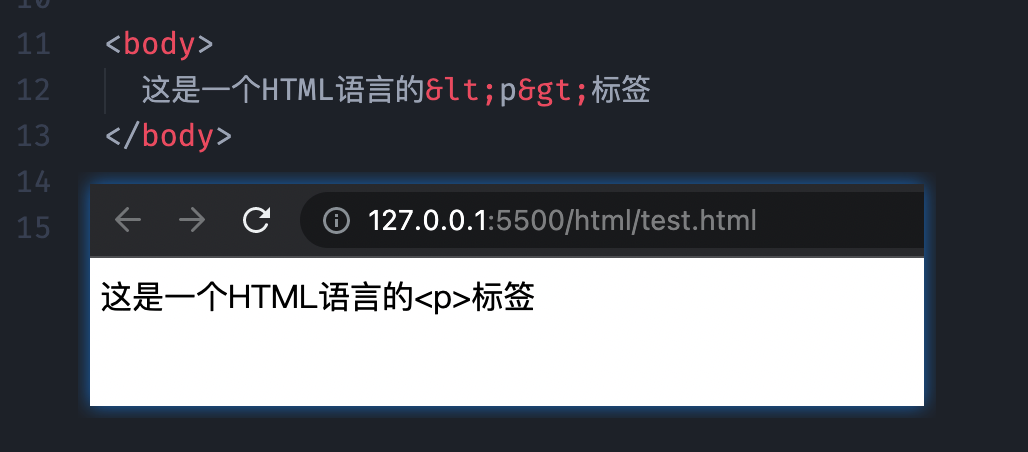 10
11 <body>
12 这是一个HTML语言的&lt;p&gt;标签
13 </body>
14
15
127.0.0.1:5500/html/test.html
这是一个HTML语言的<p>标签